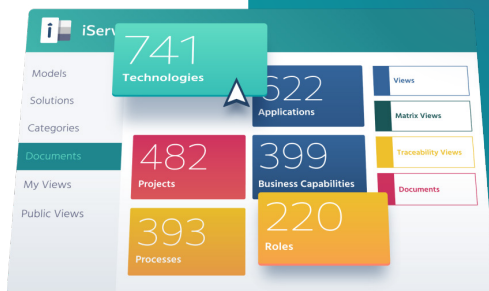 iServ
741
Technologies
622
Applications
482
Projects
399
Business Capabilities
393
Processes
220
Roles
Models
Solutions
Categories
Documents
My Views
Public Views
Views
Matrix Views
Traceability Views
Documents